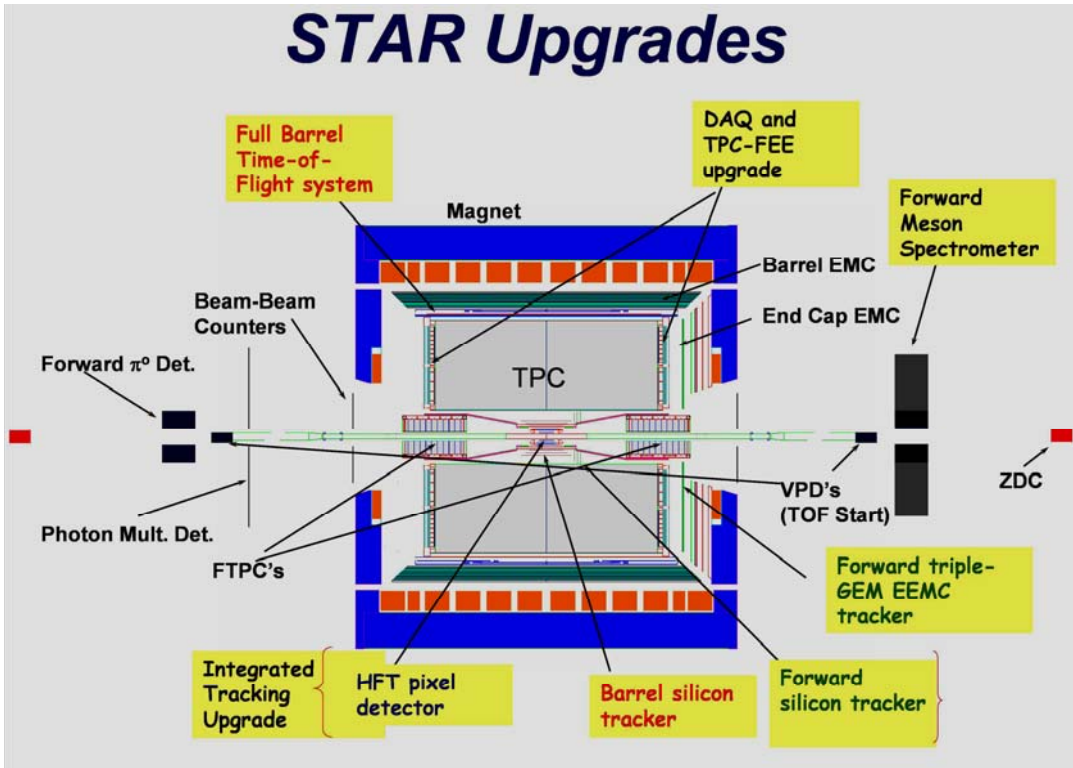 STAR Upgrades
Full Barrel
Time-of-
Flight system
DAQ and
TPC-FEE
upgrade
Forward
Meson
Spectrometer
Magnet
Barrel EMC
Beam-Beam
Counters
End Cap EMC
Forward πº Det.
TPC
ZDC
VPD's
(TOF Start)
Photon Mult. Det.
FTPC's
Forward triple-
GEM EEMC
tracker
Integrated
Tracking
Upgrade
HFT pixel
detector
Barrel silicon
tracker
Forward
silicon tracker